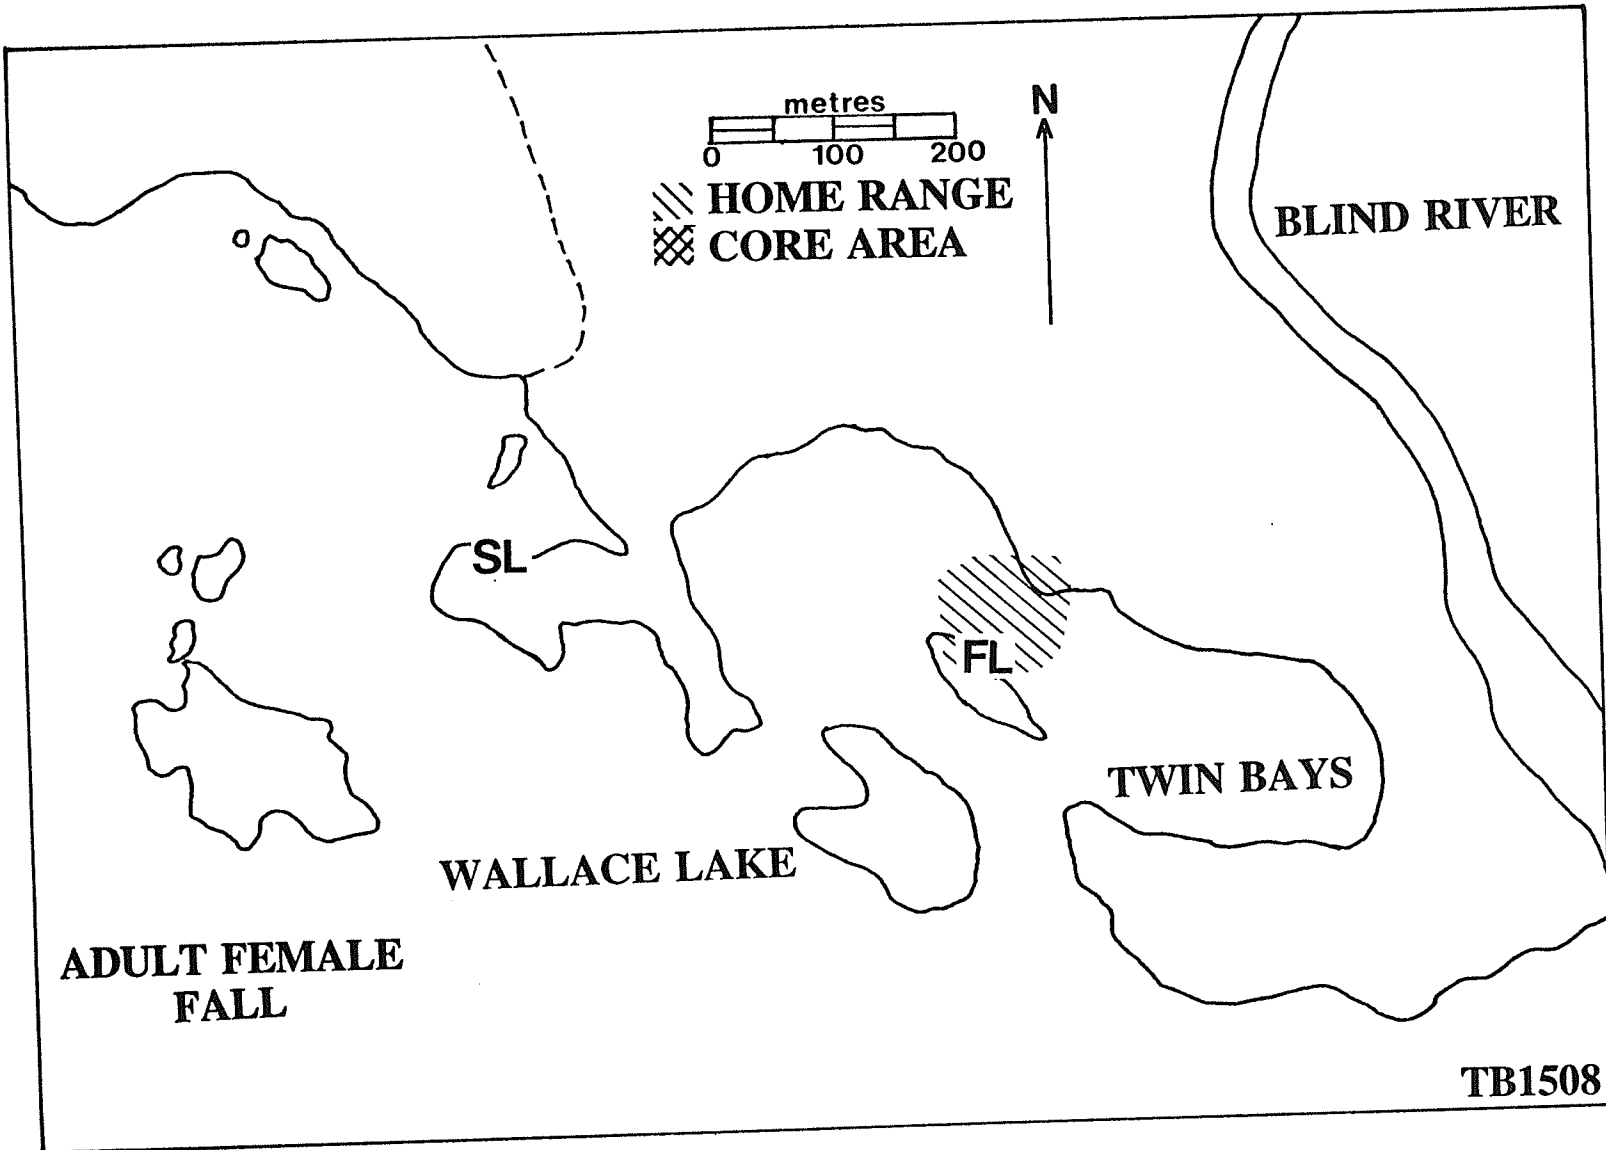 metres
0 100 200
N
HOME RANGE
CORE AREA
BLIND RIVER
SL
FL
TWIN BAYS
WALLACE LAKE
ADULT FEMALE
FALL
TB1508